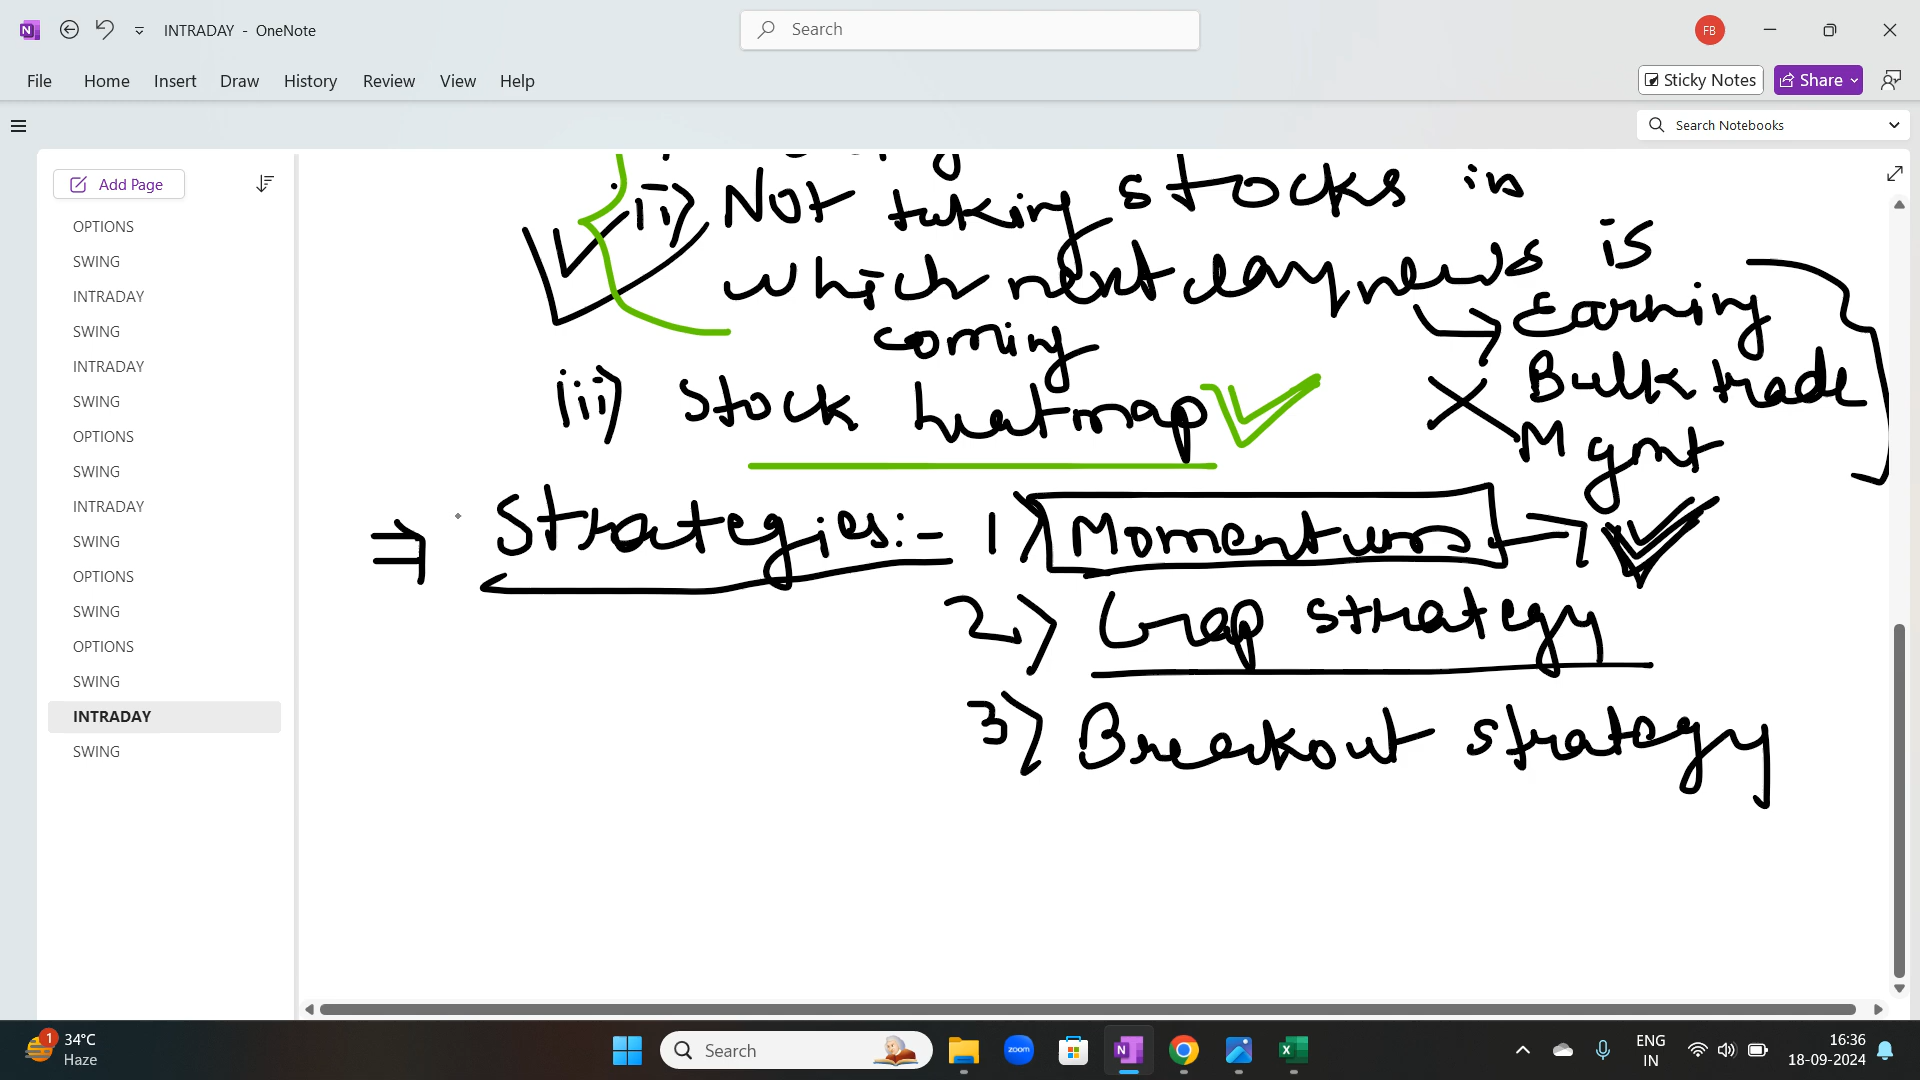 INTRADAY - OneNote
Search
FB
File Home Insert Draw History Review View Help
Sticky Notes
Share
Search Notebooks
Add Page
OPTIONS
SWING
INTRADAY
SWING
INTRADAY
SWING
OPTIONS
SWING
INTRADAY
SWING
OPTIONS
SWING
OPTIONS
SWING
INTRADAY
SWING
ii) Not taking stocks in
which next day news is
coming
→ Earning
Bulk trade
Mgmt
iii) Stock heatmap
⇒ Strategies:- 1) Momentum
2) Gap strategy
3) Breakout strategy
1
34°C
Haze
Search
zoom
ENG
IN
16:36
18-09-2024